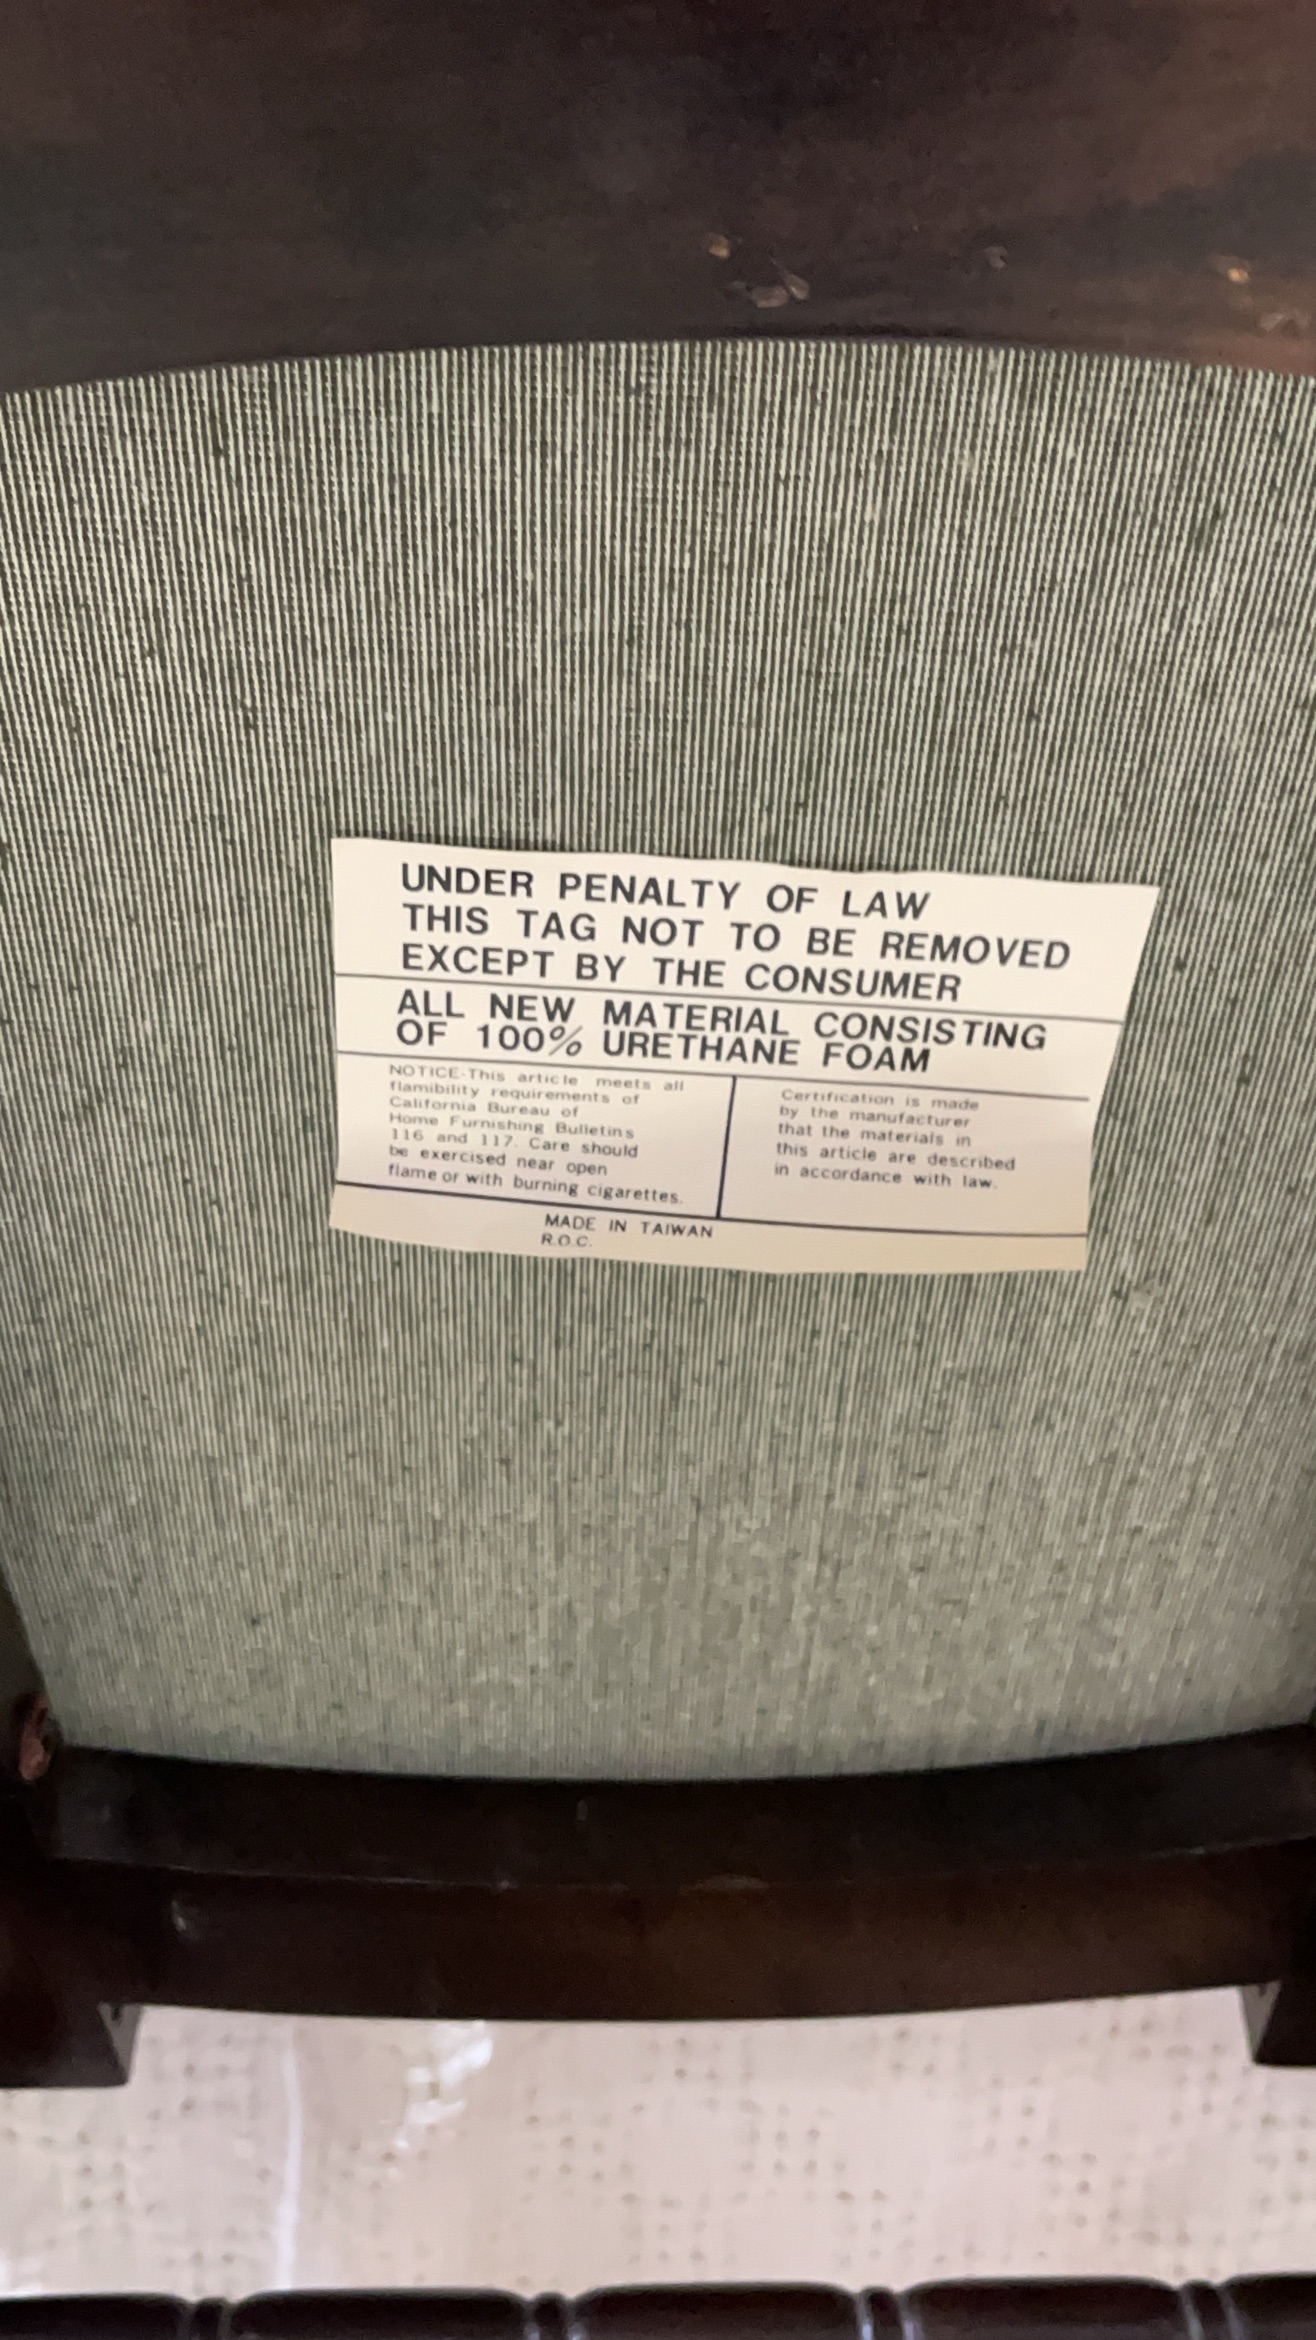 UNDER PENALTY OF LAW
THIS TAG NOT TO BE REMOVED
EXCEPT BY THE CONSUMER
ALL NEW MATERIAL CONSISTING
OF 100% URETHANE FOAM
NOTICE-This article meets all
flamibility requirements of
California Bureau of
Home Furnishing Bulletins
116 and 117. Care should
be exercised near open
flame or with burning cigarettes.
Certification is made
by the manufacturer
that the materials in
this article are described
in accordance with law.
MADE IN TAIWAN
R.O.C.